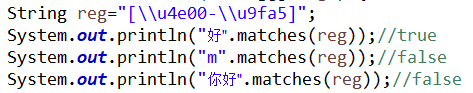 String reg="[\\u4e00-\\u9fa5]";
System.out.println("好".matches(reg));//true
System.out.println("m".matches(reg));//false
System.out.println("你好".matches(reg));//false